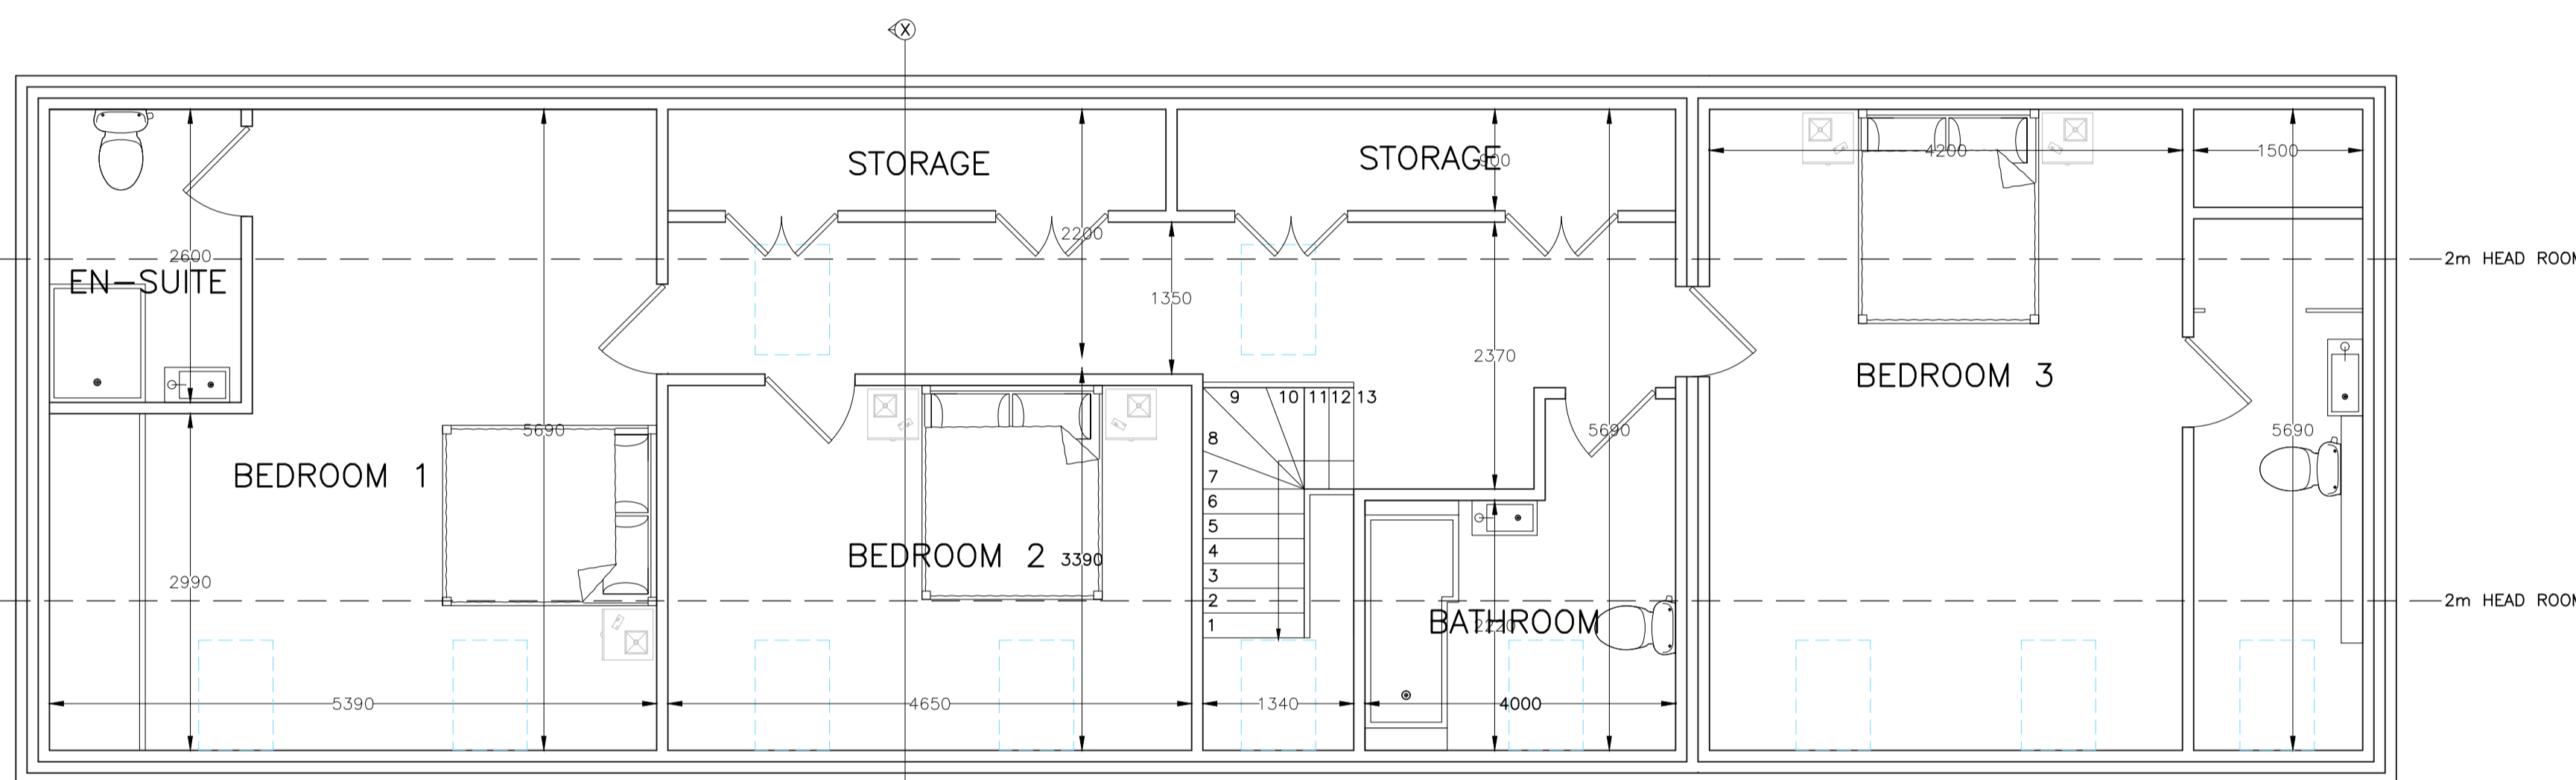 X
STORAGE
STORAGE
900
4200
1500
2600
2200
2m HEAD ROOM
EN-SUITE
1350
2370
BEDROOM 3
9 10 11 12 13
5690
8
5690
5690
BEDROOM 1
7
6
5
BEDROOM 2
3390
4
3
2990
2
2m HEAD ROOM
1
BATHROOM
2220
5390
4650
1340
4000